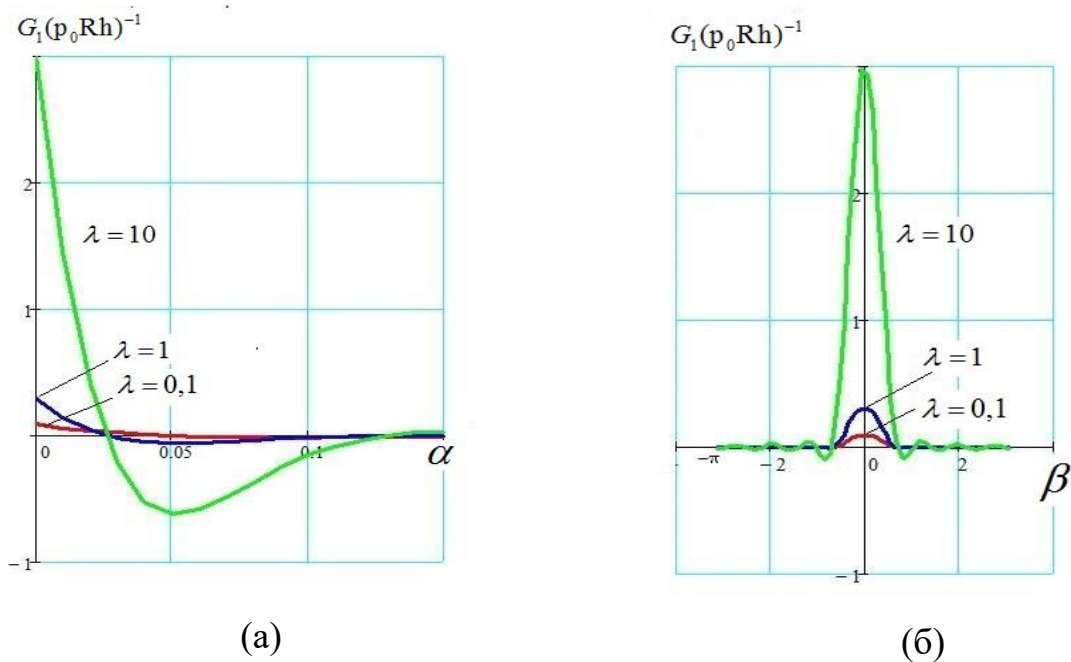 G₁(p₀Rh)⁻¹
2
λ = 10
1
λ = 1
λ = 0,1
0
0.05
0.1
α
−1
(а)
G₁(p₀Rh)⁻¹
2
λ = 10
1
λ = 1
λ = 0,1
−π
−2
0
2
β
−1
(б)